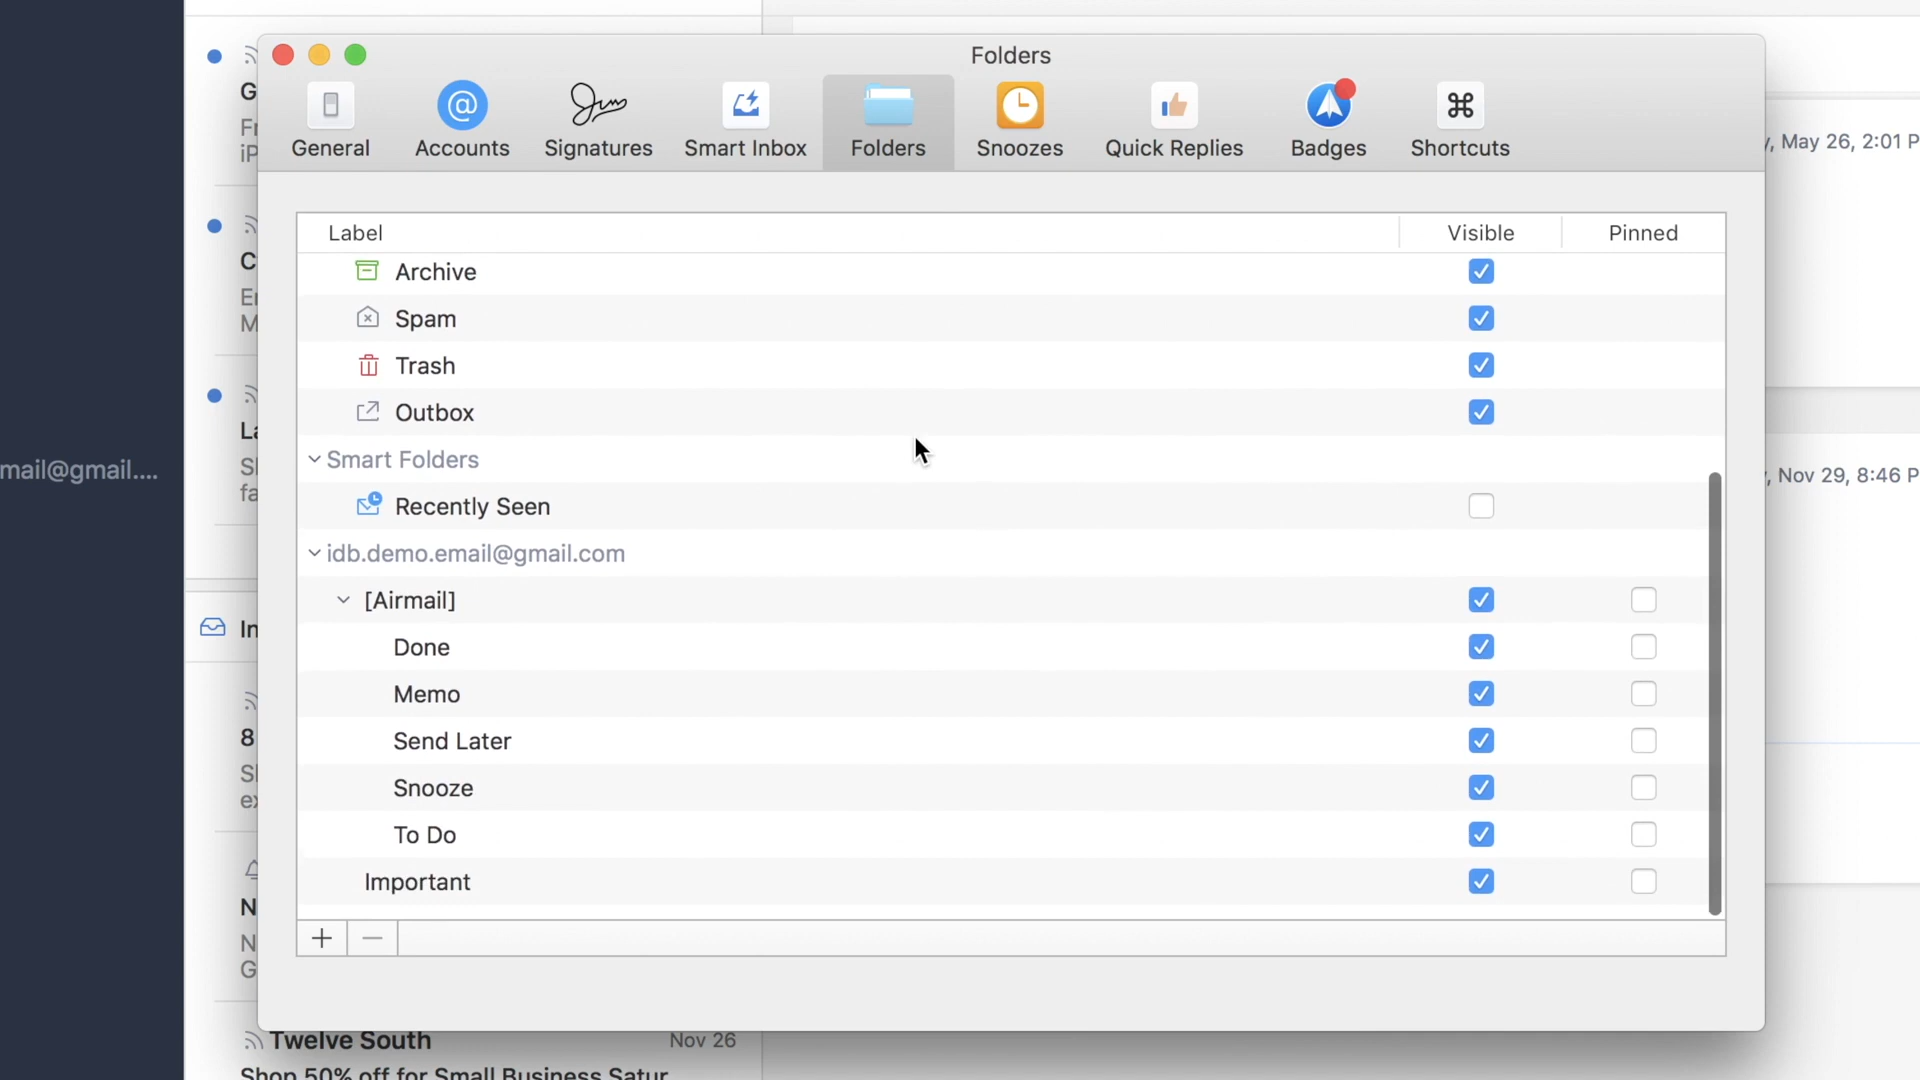 Folders
General
Accounts
Signatures
Smart Inbox
Folders
Snoozes
Quick Replies
Badges
Shortcuts
Label
Visible
Pinned
Archive
Spam
Trash
Outbox
Smart Folders
Recently Seen
idb.demo.email@gmail.com
[Airmail]
Done
Memo
Send Later
Snooze
To Do
Important
mail@gmail....
May 26, 2:01 P
Nov 29, 8:46 P
Twelve South
Nov 26
Shop 50% off for Small Business Satur